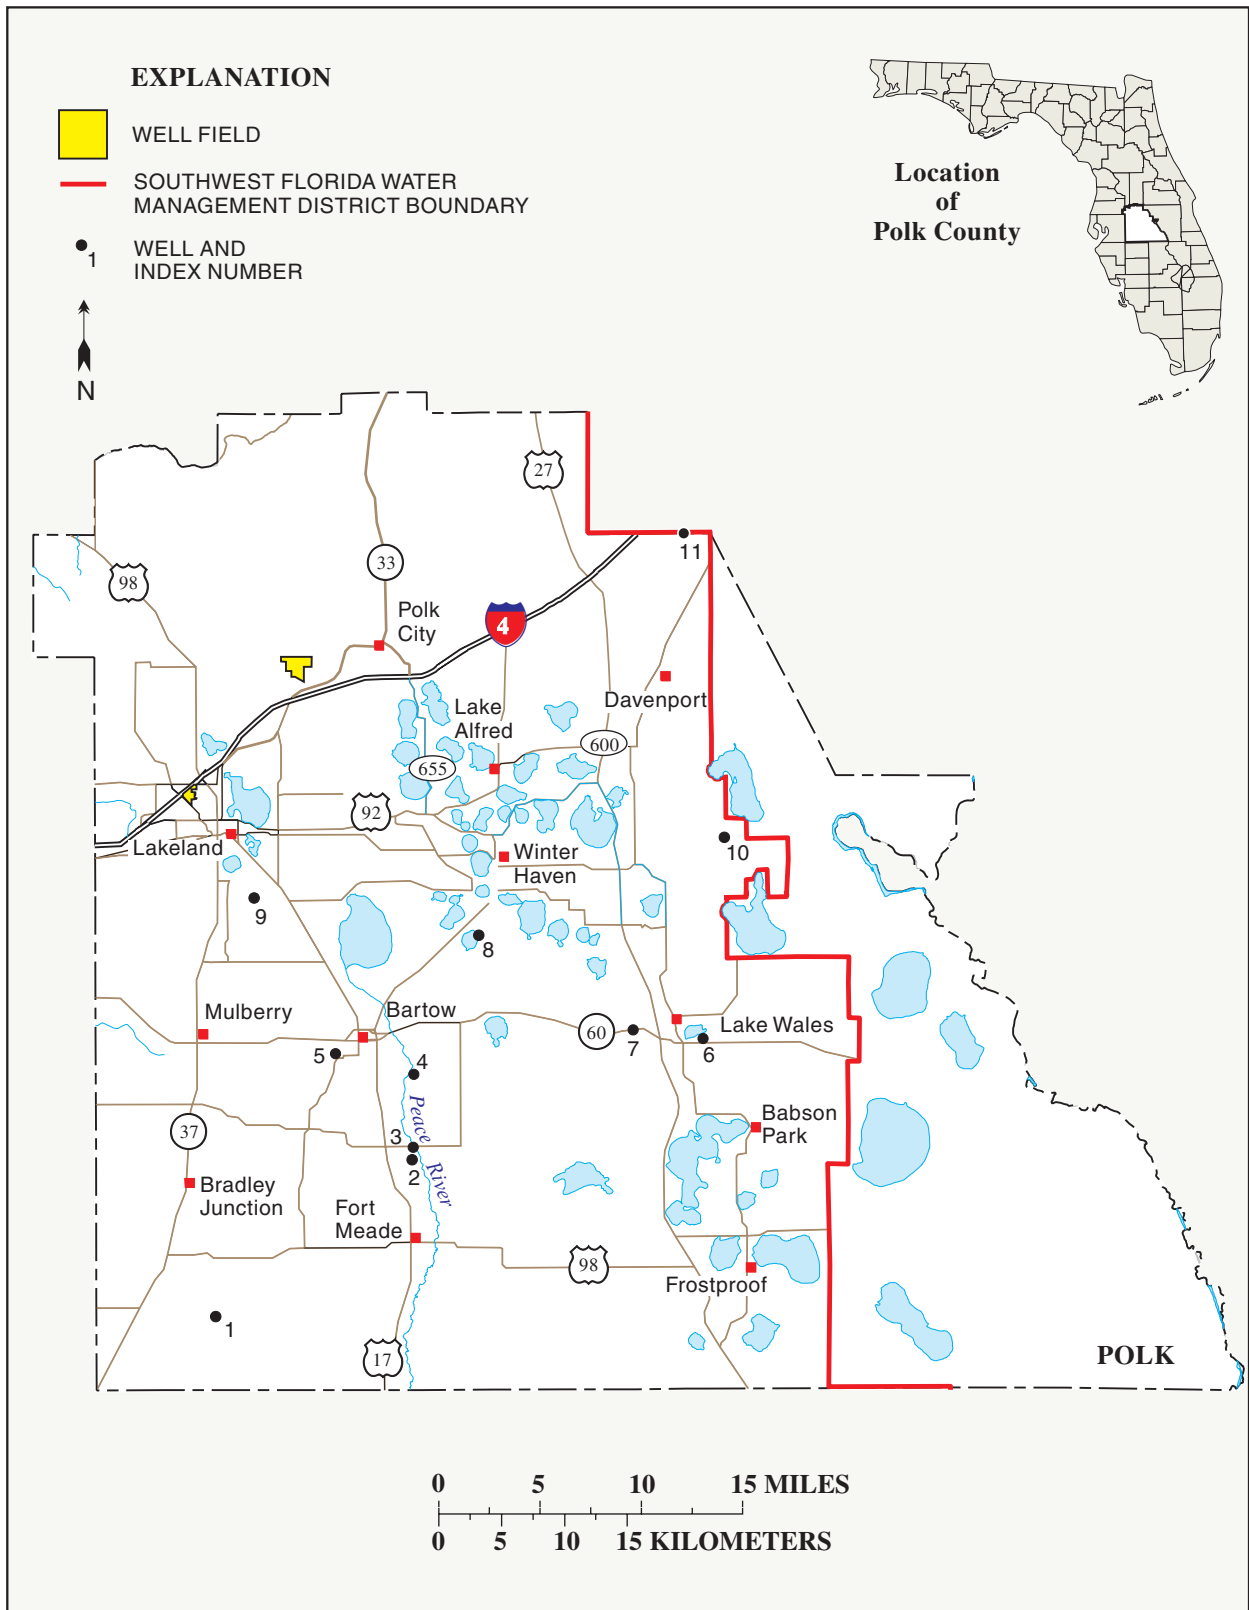 EXPLANATION
WELL FIELD
SOUTHWEST FLORIDA WATER
MANAGEMENT DISTRICT BOUNDARY
1
WELL AND
INDEX NUMBER
N
Location
of
Polk County
27
11
33
98
Polk
City
4
Davenport
Lake
Alfred
600
655
92
Lakeland
10
Winter
Haven
9
8
Mulberry
Bartow
60
7
Lake Wales
6
5
4
Peace
River
3
2
37
Babson
Park
Bradley
Junction
Fort
Meade
98
Frostproof
1
17
POLK
0 5 10 15 MILES
0 5 10 15 KILOMETERS